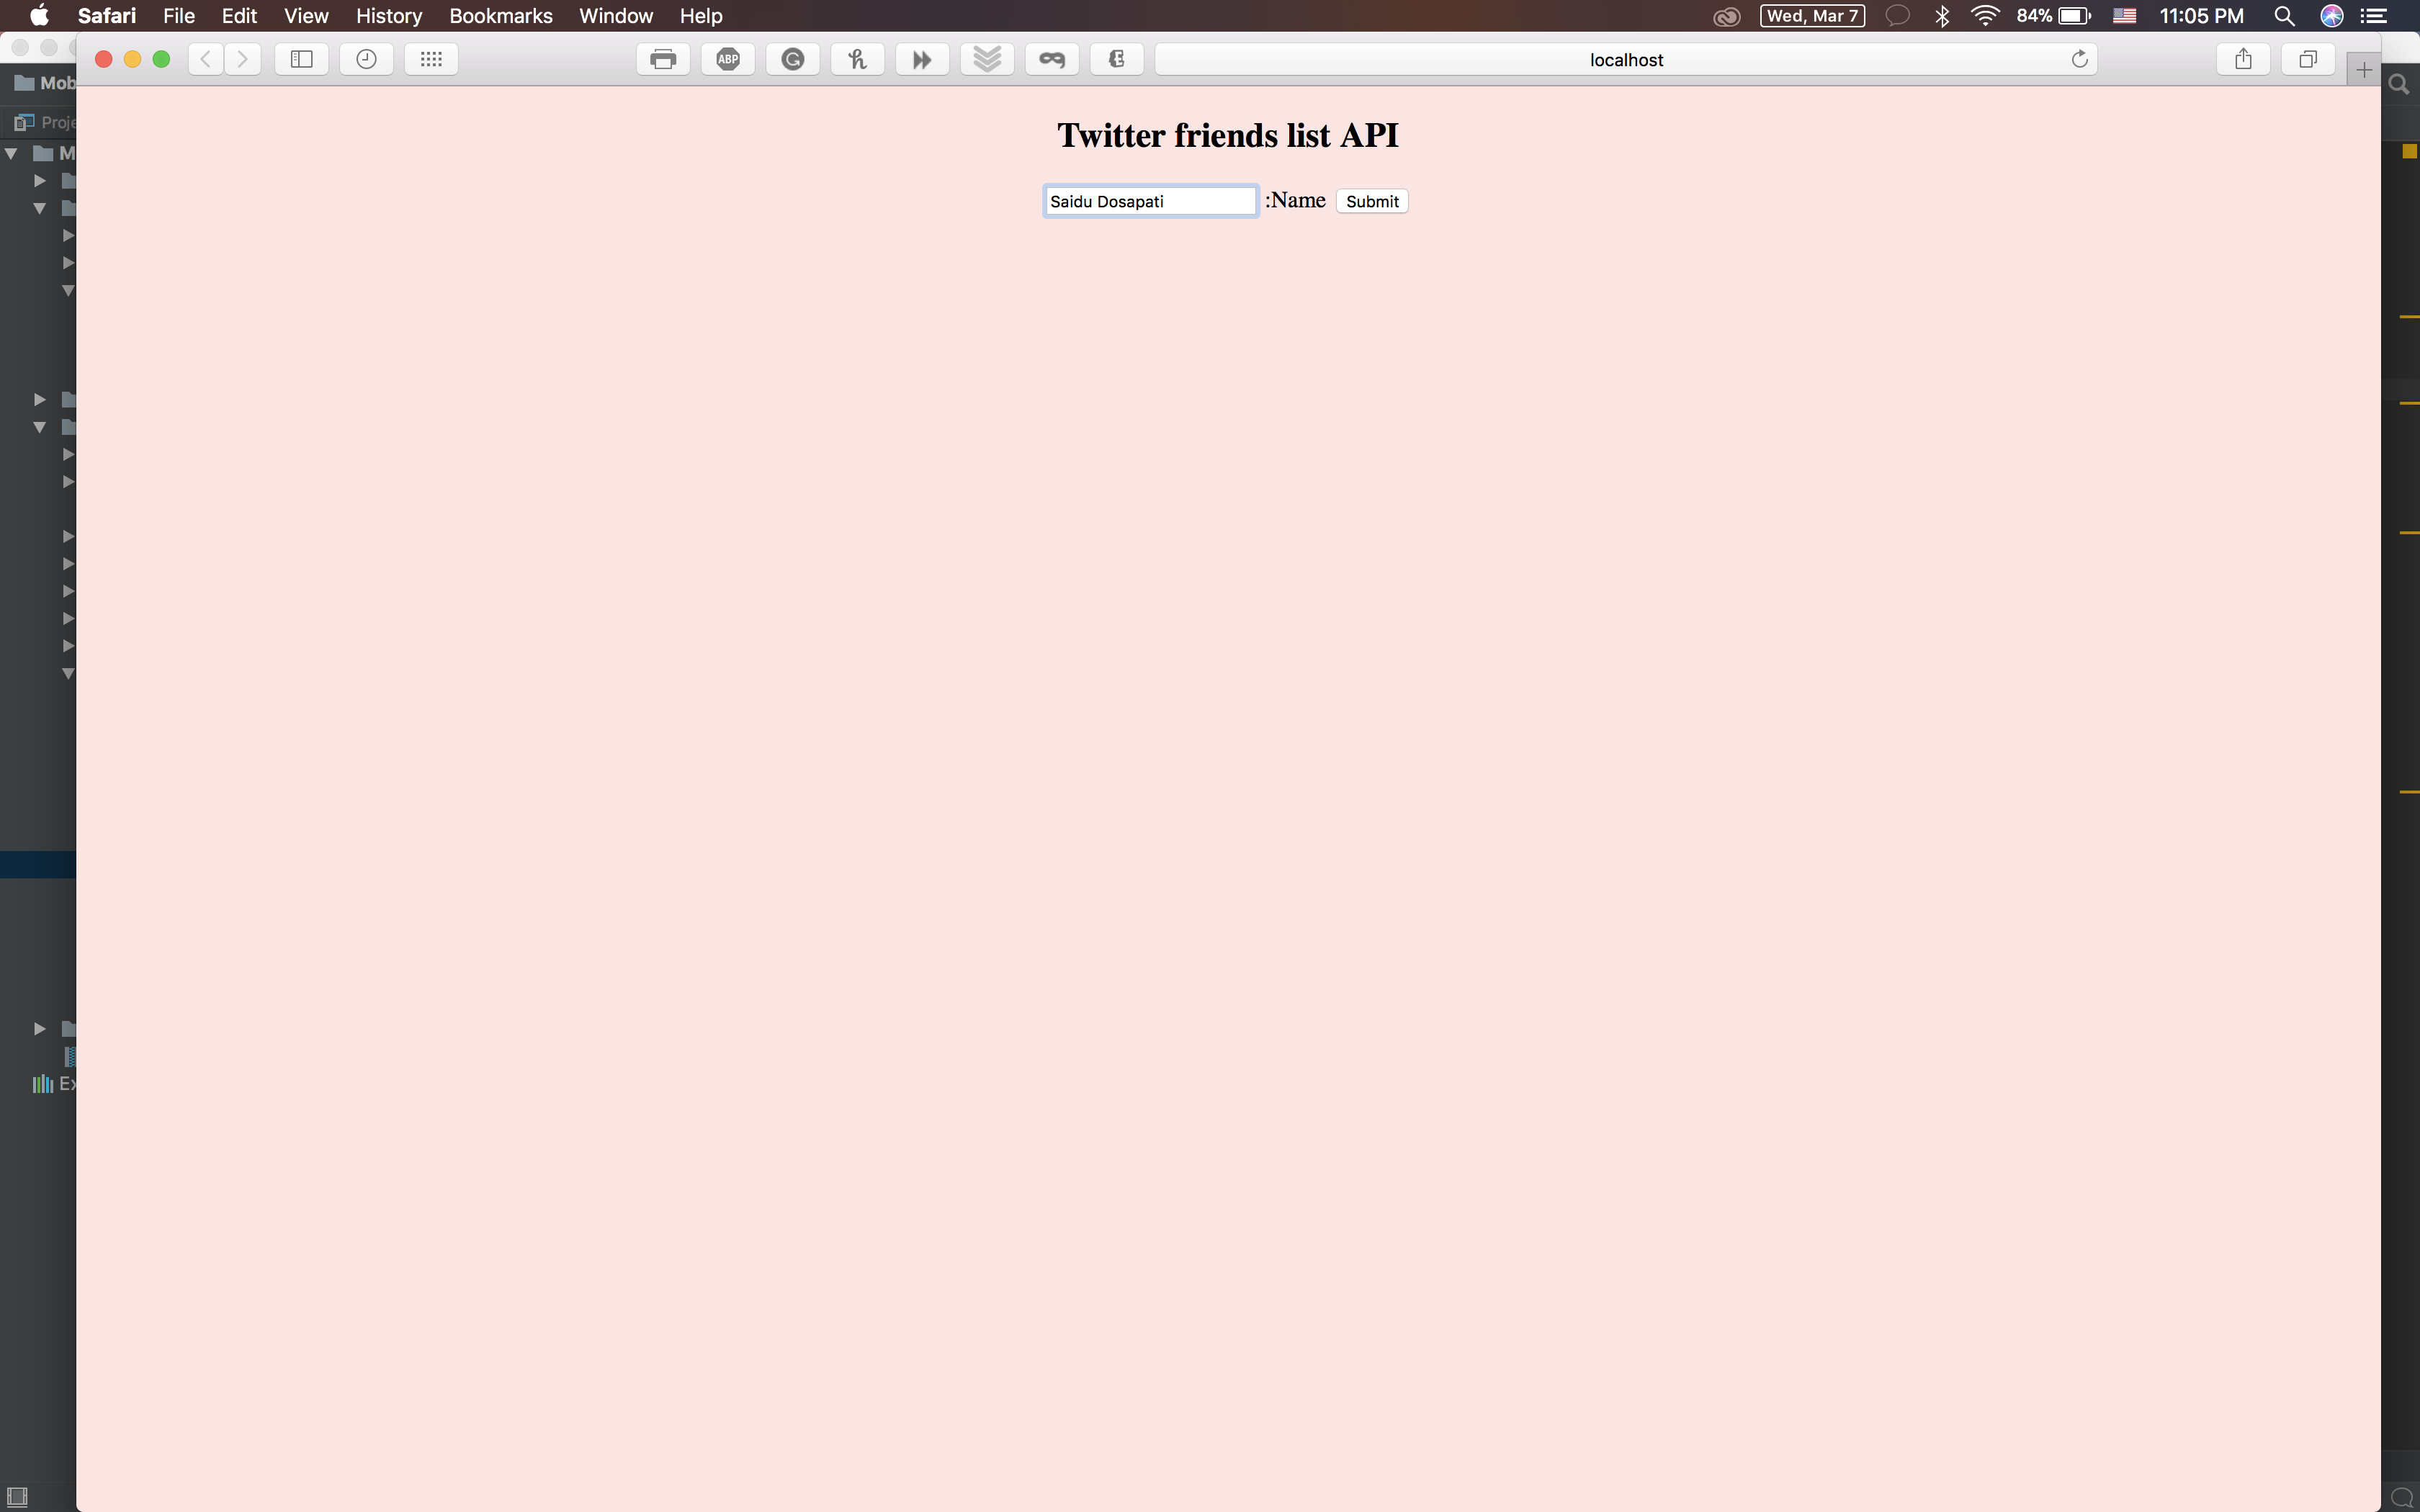 Safari File Edit View History Bookmarks Window Help Wed, Mar 7 84% 11:05 PM
ABP localhost
Mob
Proje
M
Twitter friends list API
Saidu Dosapati :Name Submit
Ex